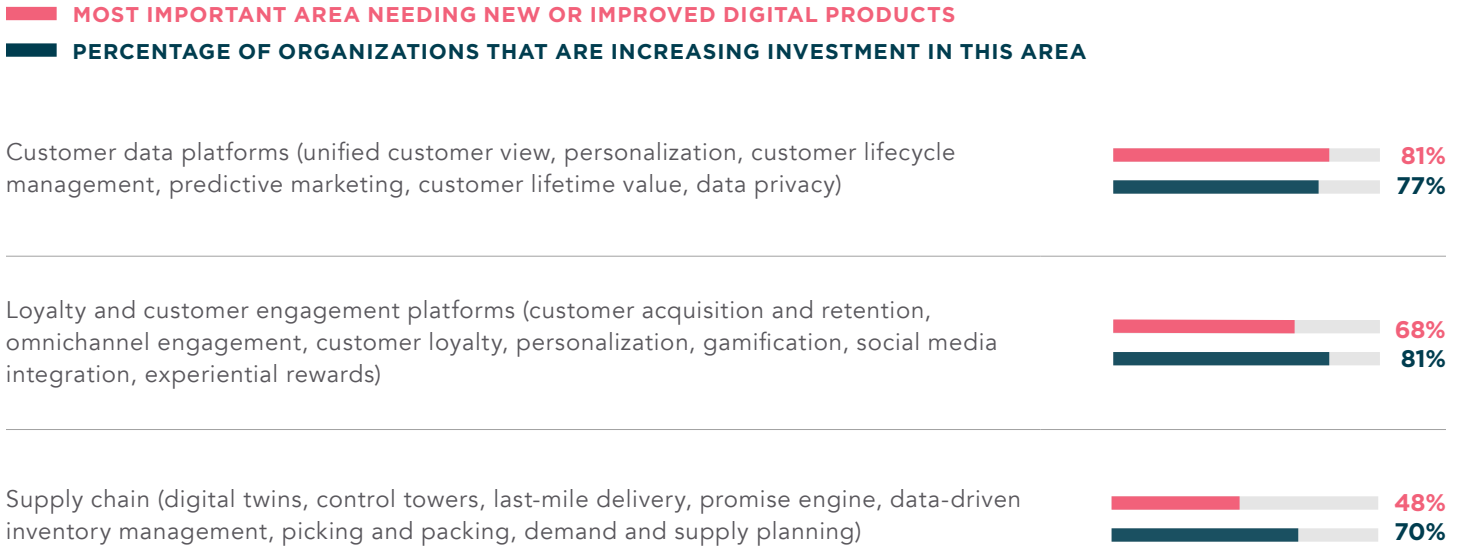 MOST IMPORTANT AREA NEEDING NEW OR IMPROVED DIGITAL PRODUCTS
PERCENTAGE OF ORGANIZATIONS THAT ARE INCREASING INVESTMENT IN THIS AREA
Customer data platforms (unified customer view, personalization, customer lifecycle
management, predictive marketing, customer lifetime value, data privacy)
81%
77%
Loyalty and customer engagement platforms (customer acquisition and retention,
omnichannel engagement, customer loyalty, personalization, gamification, social media
integration, experiential rewards)
68%
81%
Supply chain (digital twins, control towers, last-mile delivery, promise engine, data-driven
inventory management, picking and packing, demand and supply planning)
48%
70%